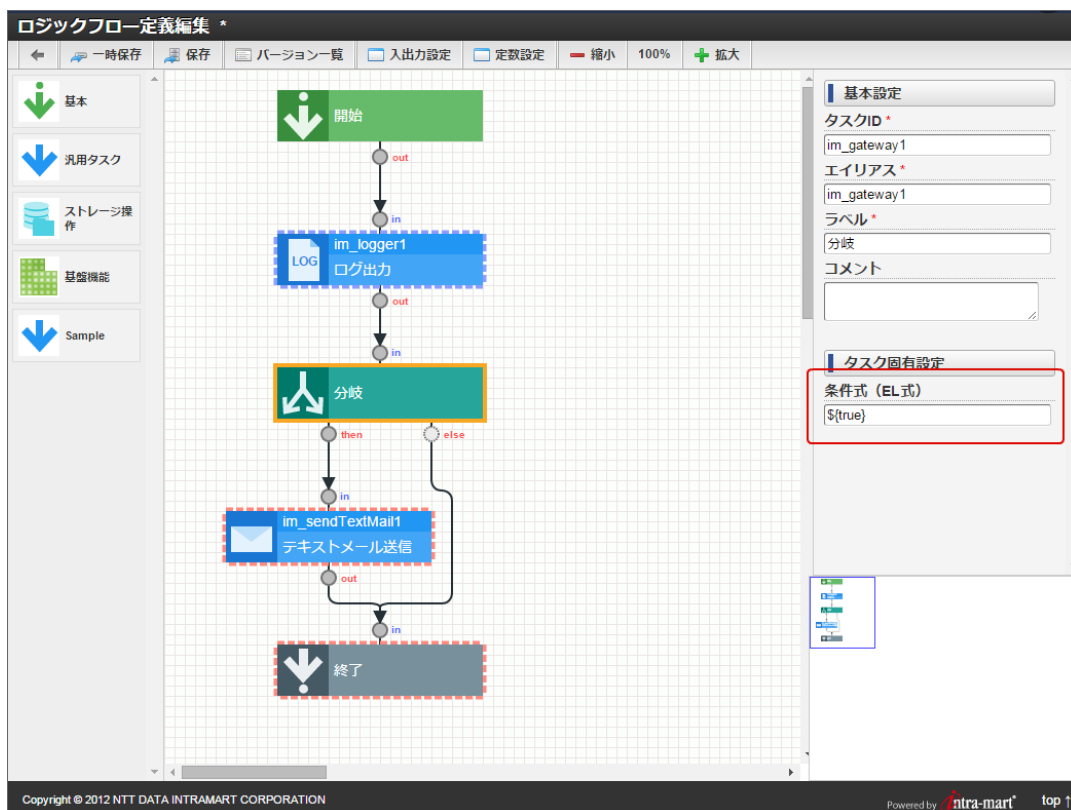 ロジックフロー定義編集 *
一時保存 保存 バージョン一覧 入出力設定 定数設定 縮小 100% 拡大
基本
汎用タスク
ストレージ操
作
基盤機能
Sample
開始
out
in
im_logger1
LOG
ログ出力
out
in
分岐
then
else
in
im_sendTextMail1
テキストメール送信
out
in
終了
基本設定
タスクID *
im_gateway1
エイリアス *
im_gateway1
ラベル *
分岐
コメント
タスク固有設定
条件式（EL式）
${true}
Copyright © 2012 NTT DATA INTRAMART CORPORATION
Powered by intra-mart
top ↑